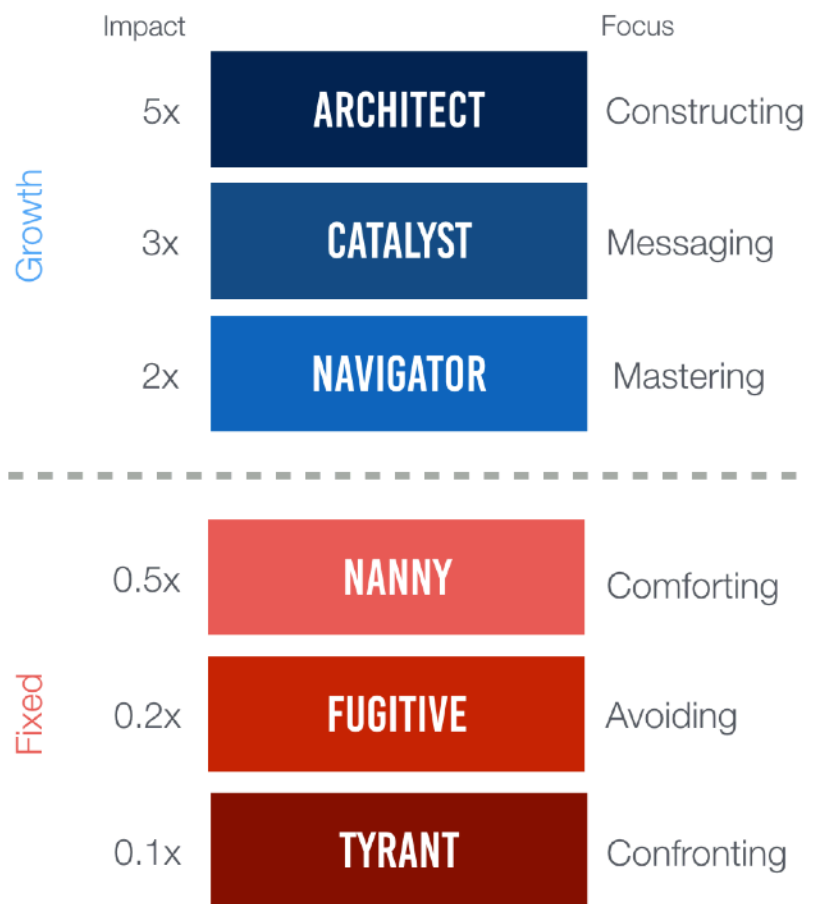 Impact Focus
5x ARCHITECT Constructing
Growth
3x CATALYST Messaging
2x NAVIGATOR Mastering
0.5x NANNY Comforting
Fixed
0.2x FUGITIVE Avoiding
0.1x TYRANT Confronting